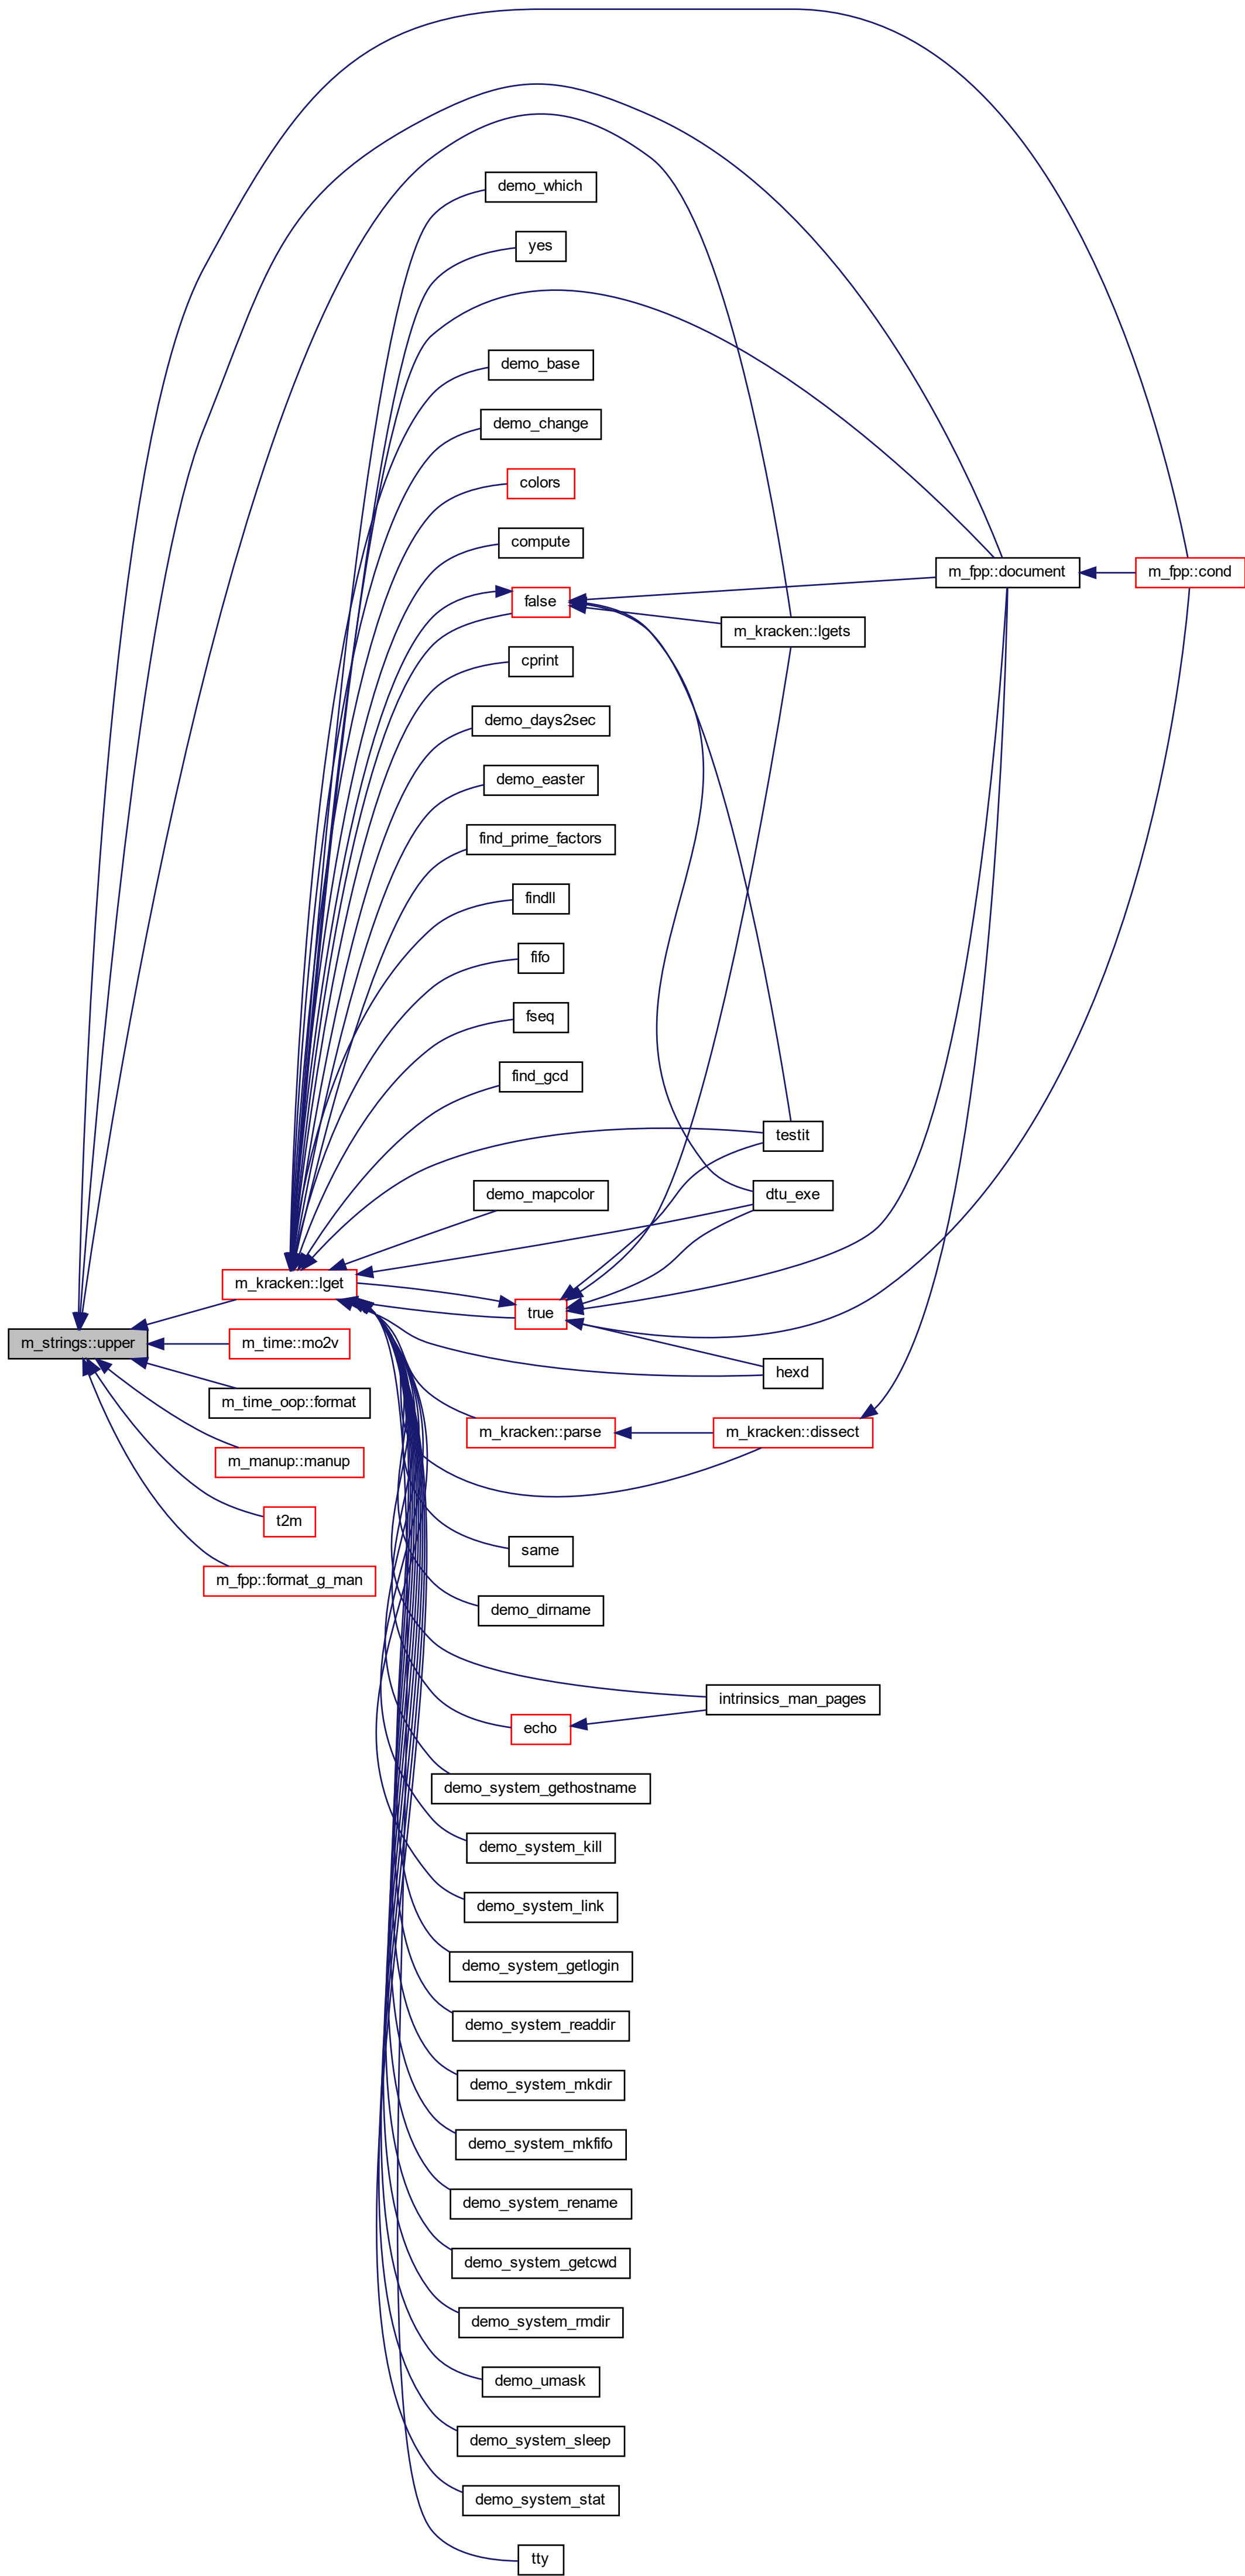 demo_which
yes
demo_base
demo_change
colors
compute
m_fpp::document
m_fpp::cond
false
m_kracken::lgets
cprint
demo_days2sec
demo_easter
find_prime_factors
findll
fifo
fseq
find_gcd
testit
demo_mapcolor
dtu_exe
m_kracken::lget
true
m_strings::upper
m_time::mo2v
hexd
m_time_oop::format
m_kracken::parse
m_kracken::dissect
m_manup::manup
t2m
same
m_fpp::format_g_man
demo_dirname
intrinsics_man_pages
echo
demo_system_gethostname
demo_system_kill
demo_system_link
demo_system_getlogin
demo_system_readdir
demo_system_mkdir
demo_system_mkfifo
demo_system_rename
demo_system_getcwd
demo_system_rmdir
demo_umask
demo_system_sleep
demo_system_stat
tty